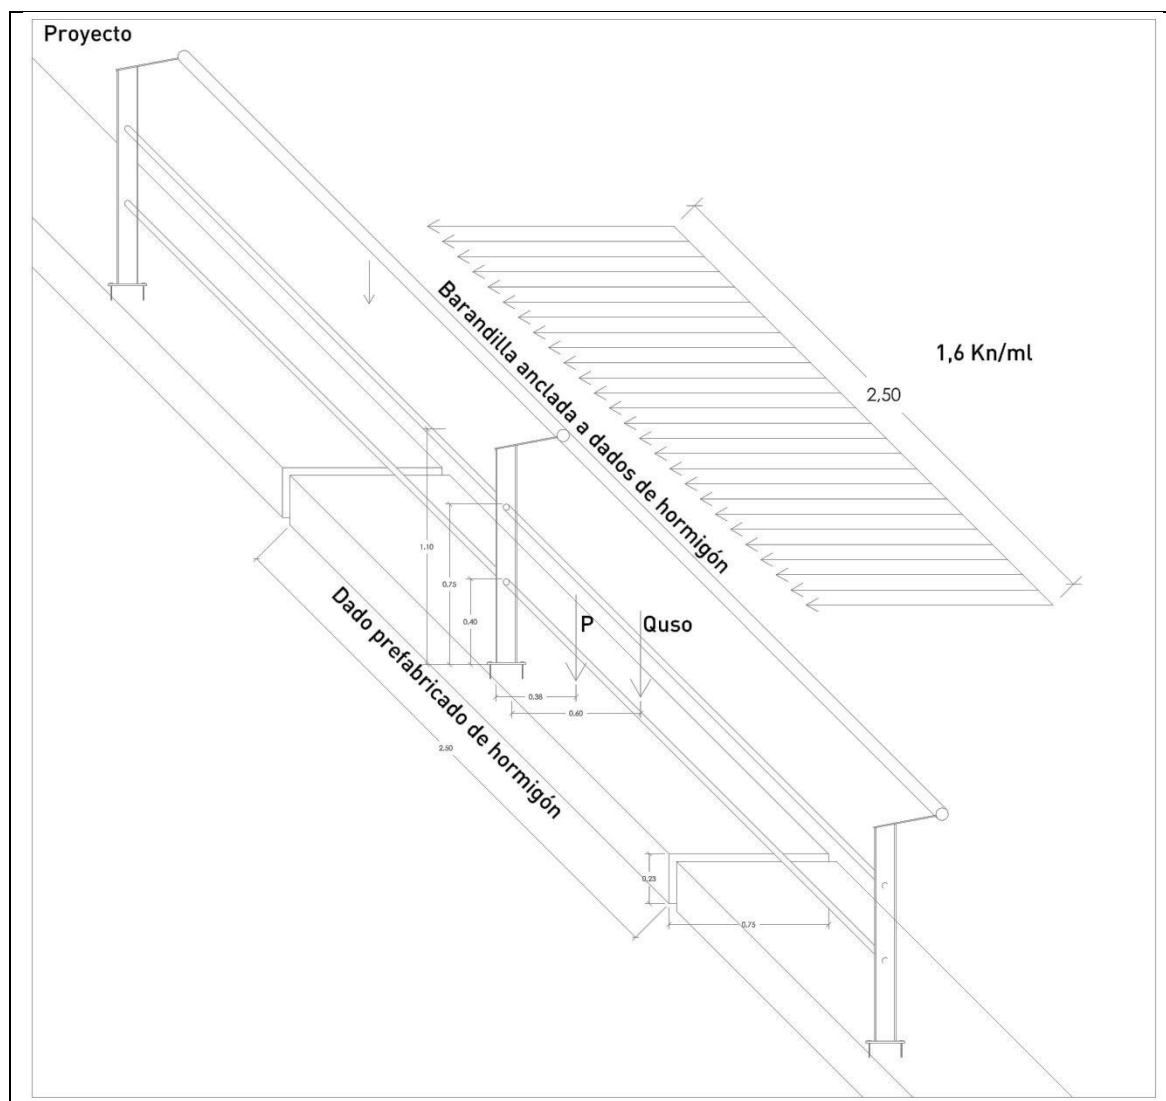 Proyecto
Barandilla anclada a dados de hormigón
1,6 Kn/ml
2,50
1,10
0,75
0,40
P
Quso
0,38
0,60
Dado prefabricado de hormigón
2,50
0,23
0,75